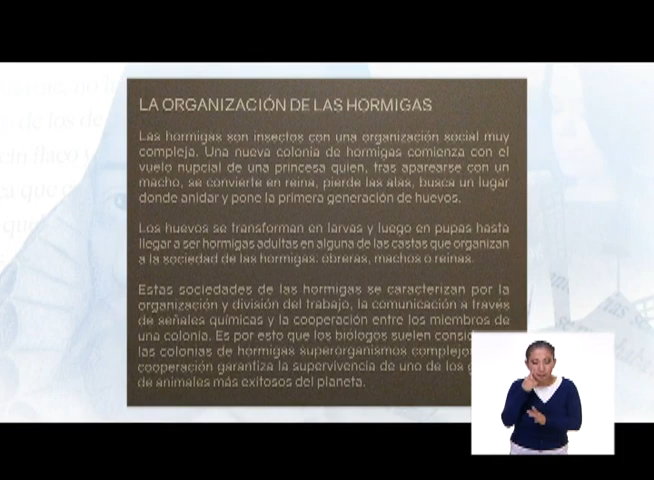 LA ORGANIZACIÓN DE LAS HORMIGAS
Las hormigas son insectos con una organización social muy
compleja. Una nueva colonia de hormigas comienza con el
vuelo nupcial de una princesa quien, tras aparearse con un
macho, se convierte en reina, pierde las alas, busca un lugar
donde anidar y pone la primera generación de huevos.
Los huevos se transforman en larvas y luego en pupas hasta
llegar a ser hormigas adultas en alguna de las castas que organizan
a la sociedad de las hormigas: obreras, machos o reinas.
Estas sociedades de las hormigas se caracterizan por la
organización y división del trabajo, la comunicación a través
de señales químicas y la cooperación entre los miembros de
una colonia. Es por esto que los biólogos suelen
las colonias de hormigas superorganismos
cooperación garantiza la supervivencia de uno de los
de animales más exitosos del planeta.